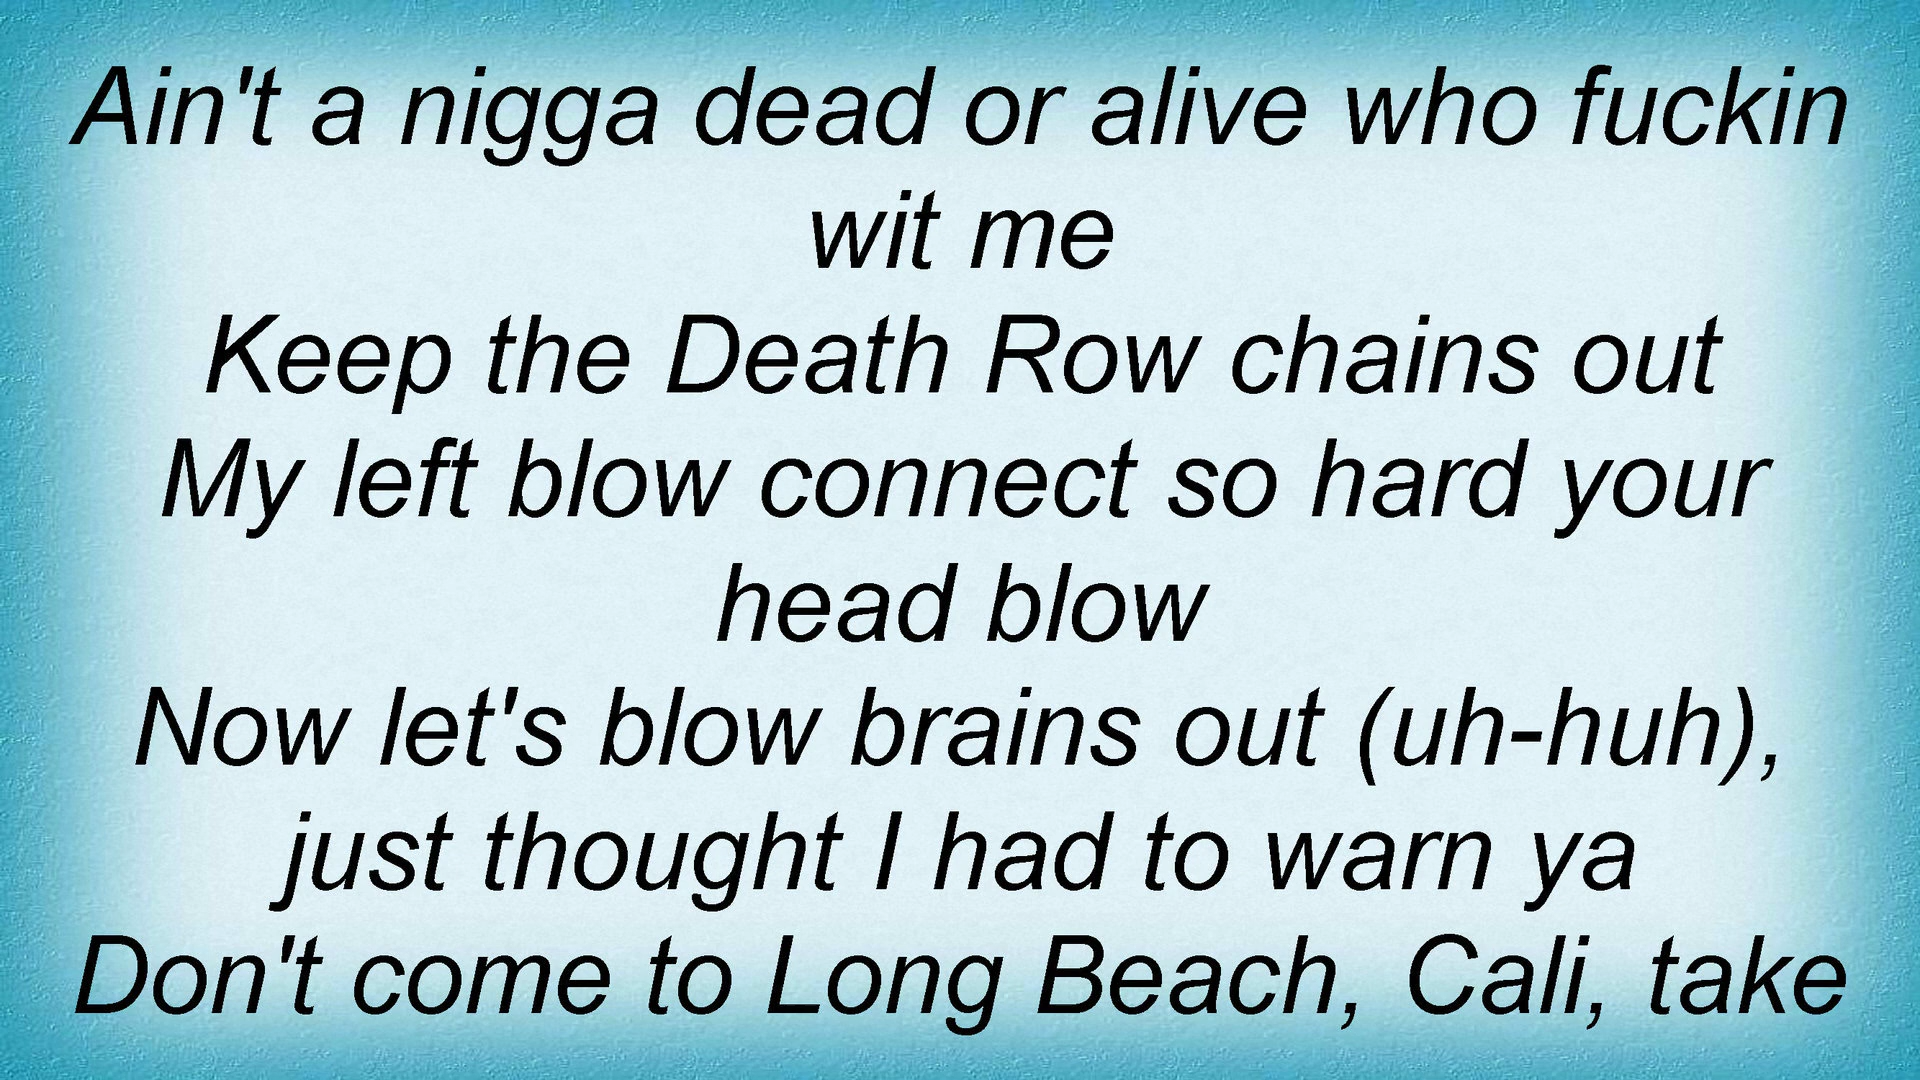 Ain't a nigga dead or alive who fuckin
wit me
Keep the Death Row chains out
My left blow connect so hard your
head blow
Now let's blow brains out (uh-huh),
just thought I had to warn ya
Don't come to Long Beach, Cali, take